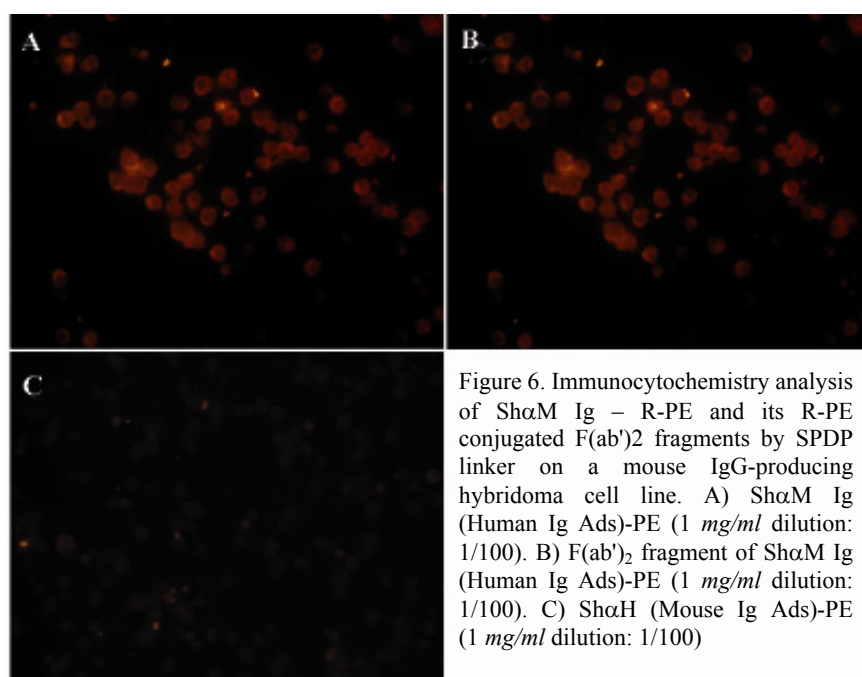 A
B
C
Figure 6. Immunocytochemistry analysis
of ShαM Ig – R-PE and its R-PE
conjugated F(ab')2 fragments by SPDP
linker on a mouse IgG-producing
hybridoma cell line. A) ShαM Ig
(Human Ig Ads)-PE (1 mg/ml dilution:
1/100). B) F(ab')₂ fragment of ShαM Ig
(Human Ig Ads)-PE (1 mg/ml dilution:
1/100). C) ShαH (Mouse Ig Ads)-PE
(1 mg/ml dilution: 1/100)